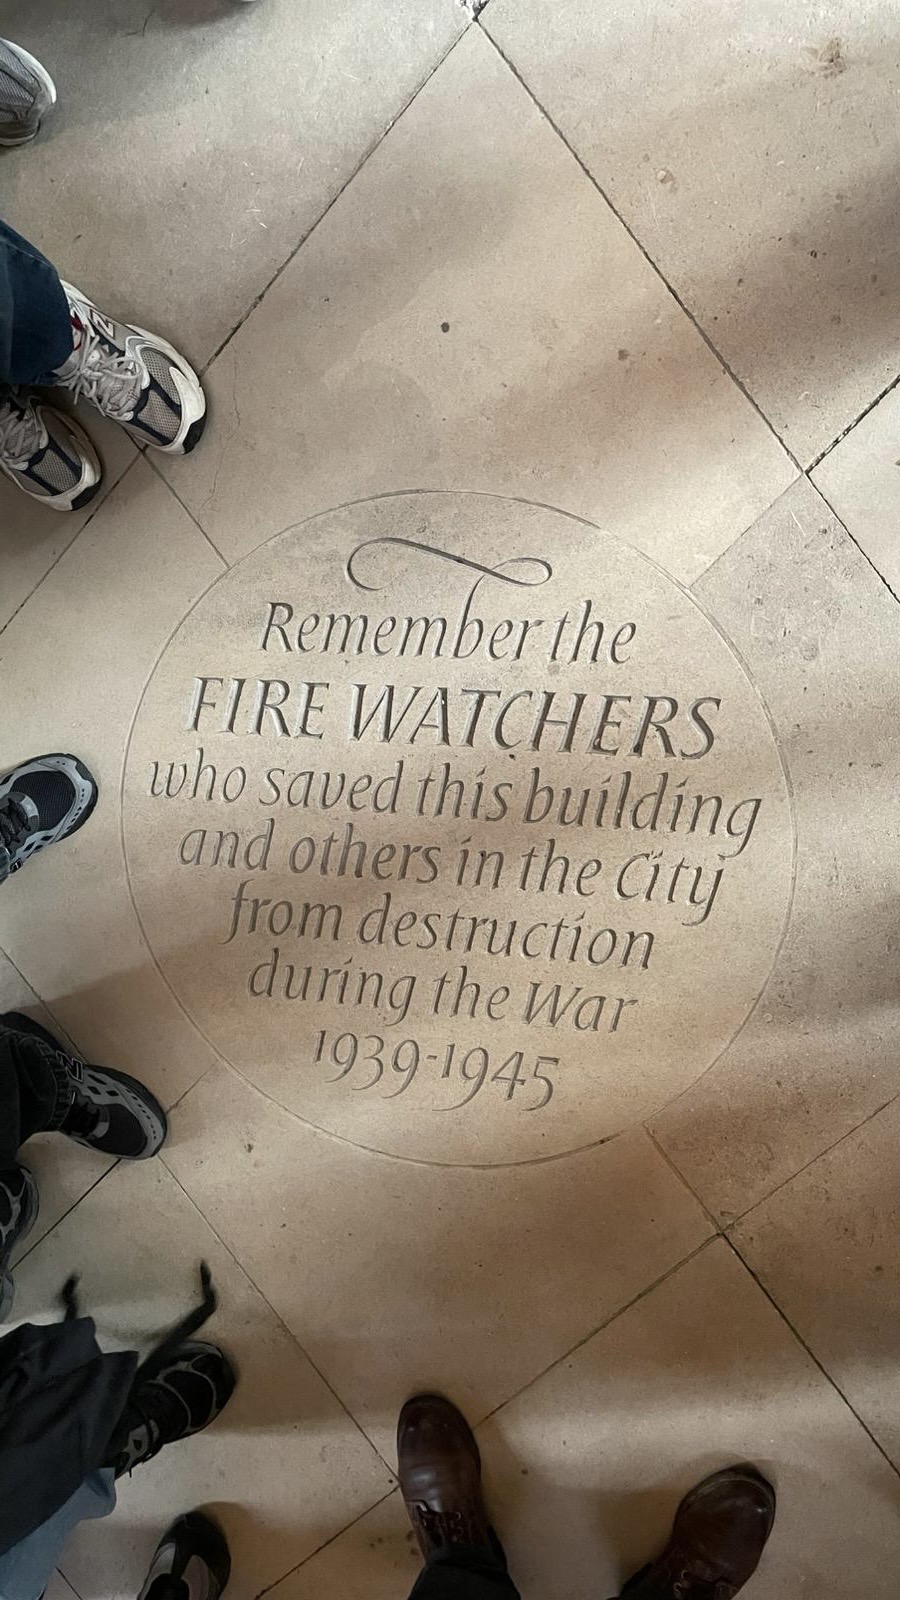 Remember the
FIRE WATCHERS
who saved this building
and others in the City
from destruction
during the War
1939-1945